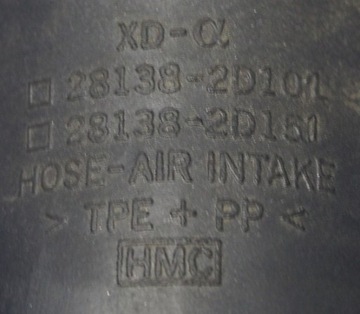 XD-α
□ 28138-2D101
□ 28138-2D151
HOSE-AIR INTAKE
> TPE + PP <
HMC